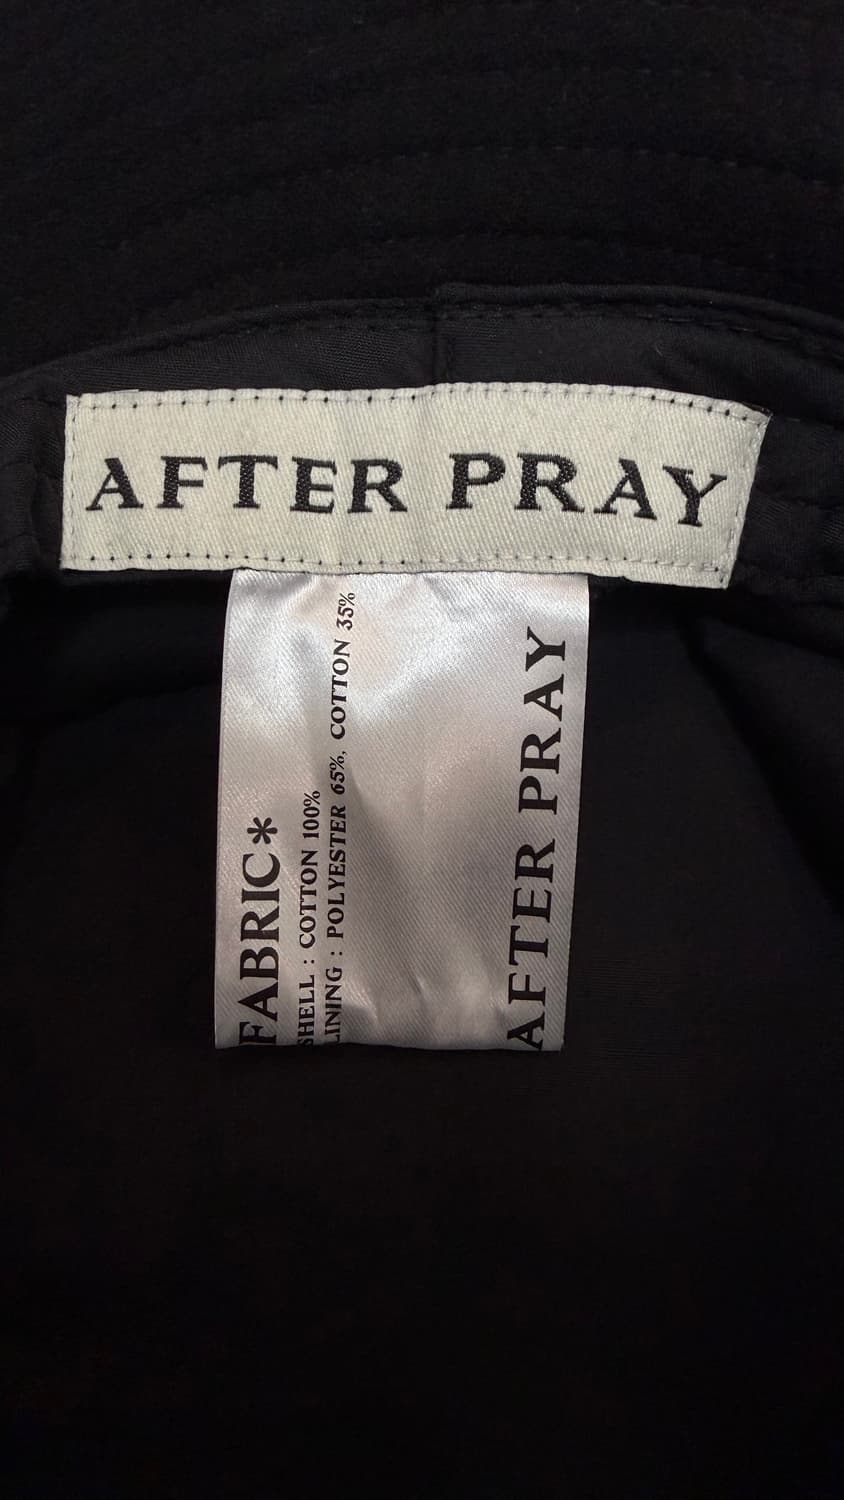 AFTER PRAY
FABRIC*
SHELL : COTTON 100%
LINING : POLYESTER 65%, COTTON 35%
AFTER PRAY